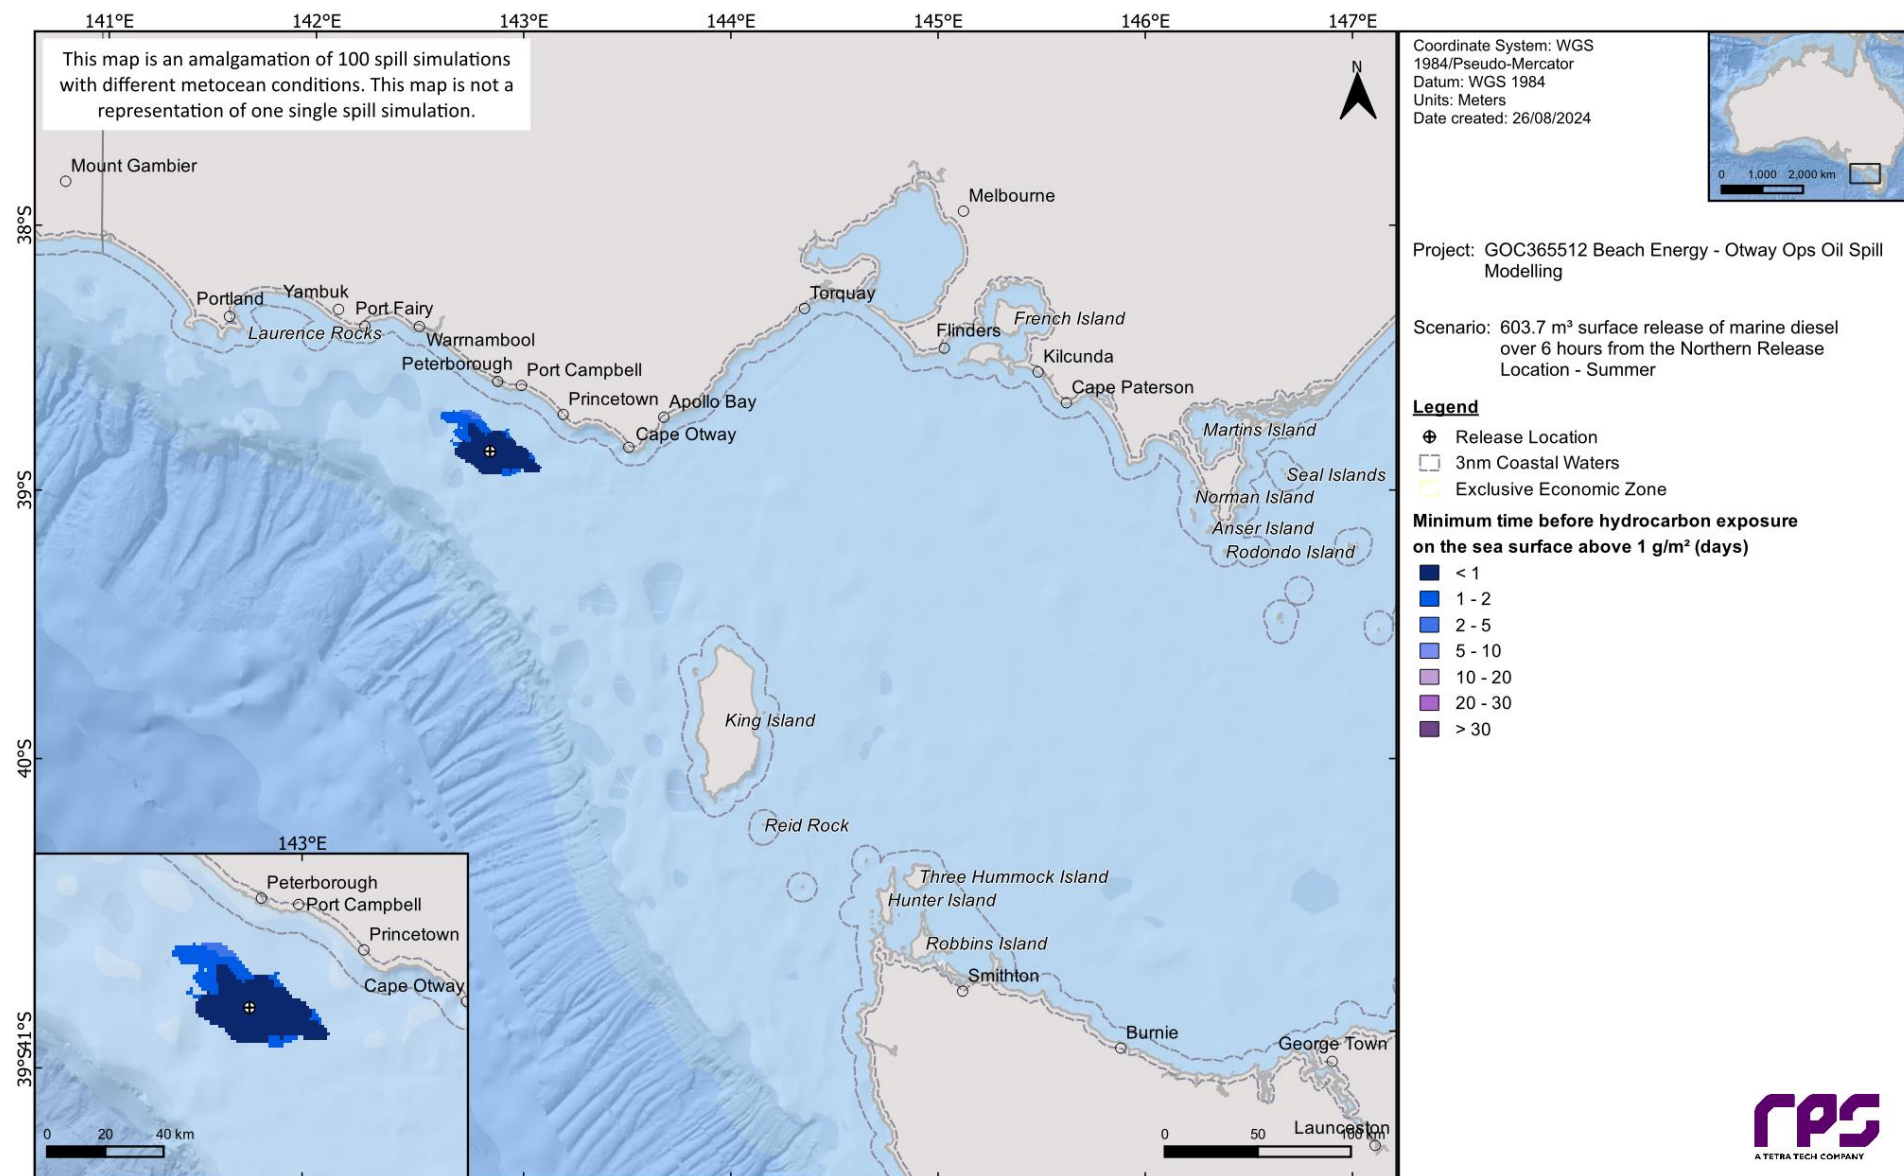 141°E
142°E
143°E
144°E
145°E
146°E
147°E
This map is an amalgamation of 100 spill simulations
with different metocean conditions. This map is not a
representation of one single spill simulation.
N
Mount Gambier
Melbourne
38°S
Portland
Yambuk
Port Fairy
Laurence Rocks
Warrnambool
Torquay
French Island
Flinders
Peterborough
Port Campbell
Kilcunda
Princetown
Apollo Bay
Cape Paterson
Cape Otway
Martins Island
Seal Islands
39°S
Norman Island
Anser Island
Rodondo Island
King Island
40°S
Reid Rock
Three Hummock Island
Hunter Island
Robbins Island
Smithton
41°S
Burnie
George Town
Launceston
0 50 100 km
143°E
Peterborough
Port Campbell
Princetown
Cape Otway
39°S
0 20 40 km
Coordinate System: WGS
1984/Pseudo-Mercator
Datum: WGS 1984
Units: Meters
Date created: 26/08/2024
0 1,000 2,000 km
Project: GOC365512 Beach Energy - Otway Ops Oil Spill
Modelling
Scenario: 603.7 m³ surface release of marine diesel
over 6 hours from the Northern Release
Location - Summer
Legend
Release Location
3nm Coastal Waters
Exclusive Economic Zone
Minimum time before hydrocarbon exposure
on the sea surface above 1 g/m² (days)
< 1
1 - 2
2 - 5
5 - 10
10 - 20
20 - 30
> 30
rps
A TETRA TECH COMPANY